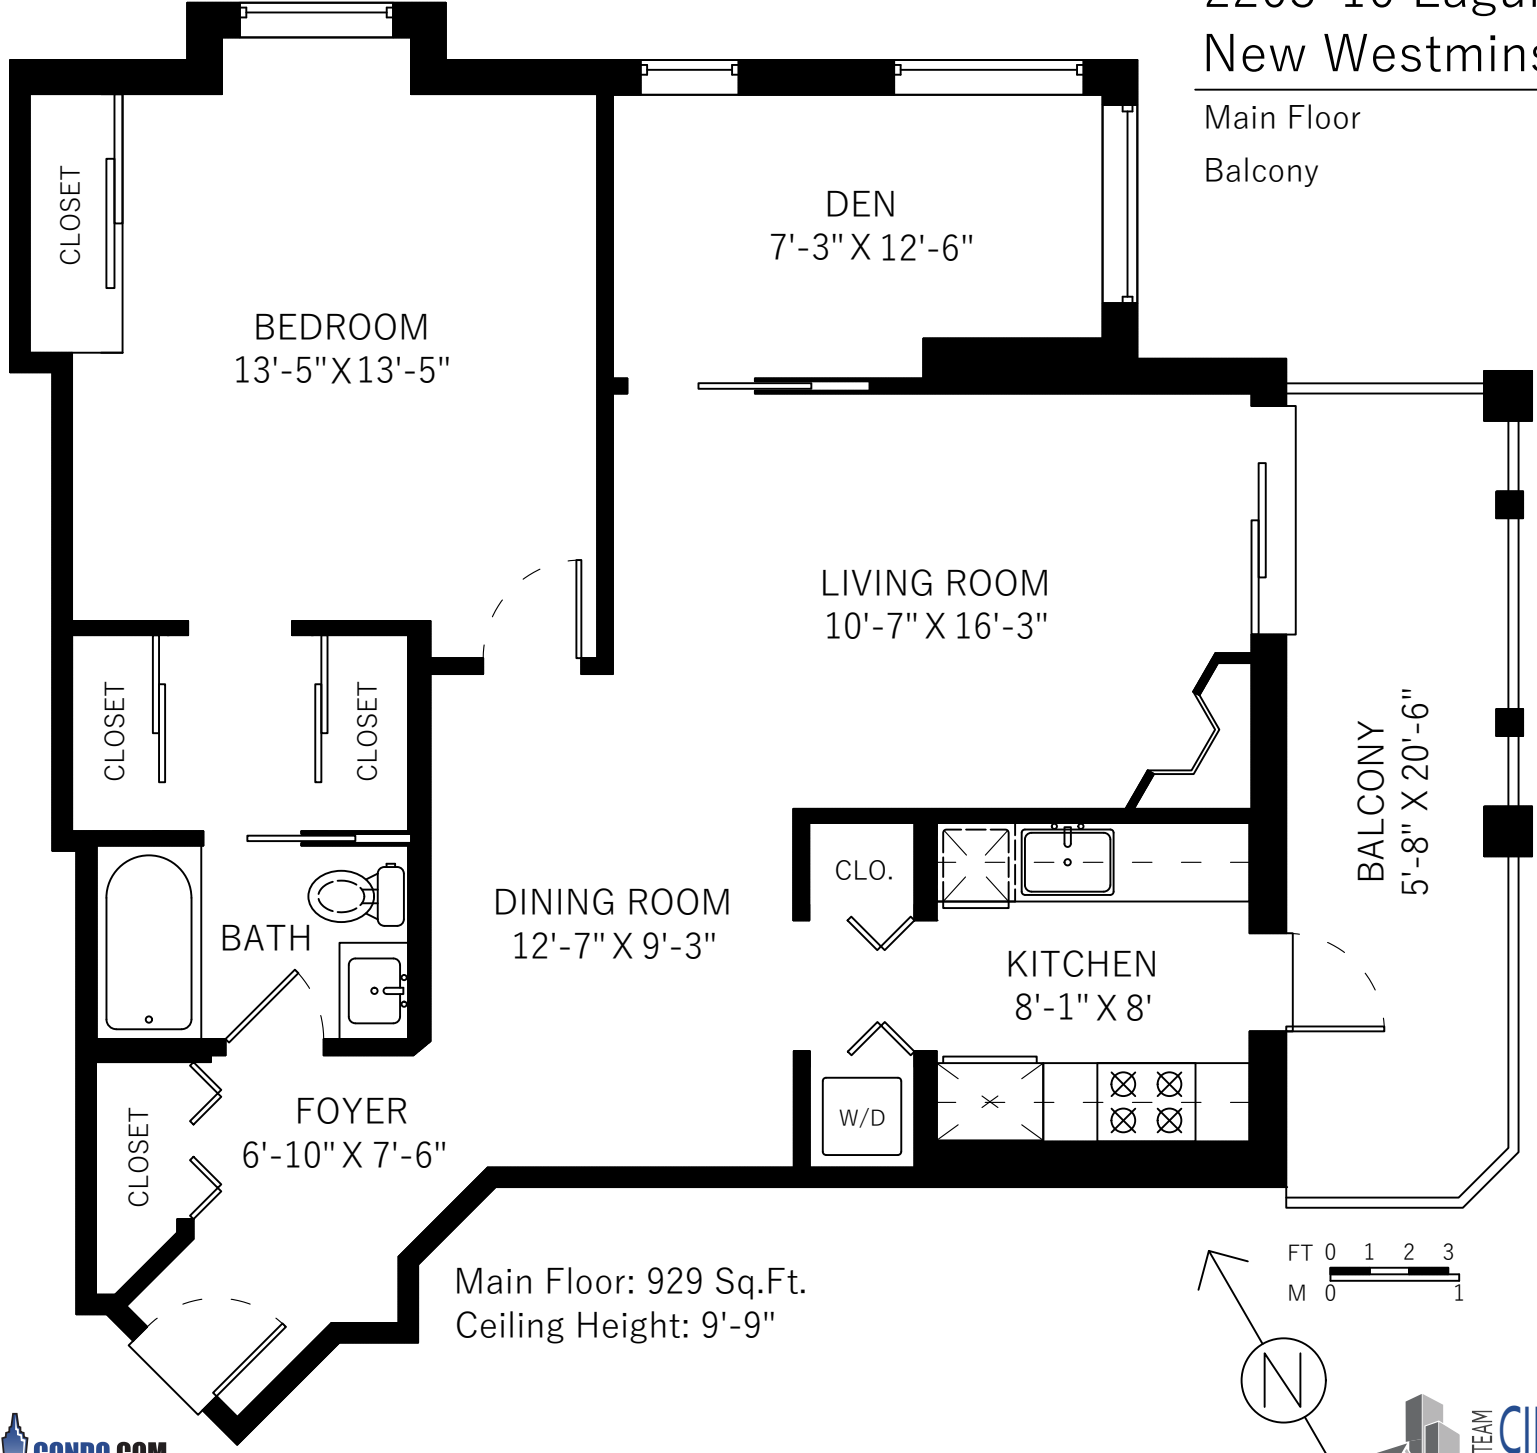 New
Main Floor
Balcony
CLOSET
DEN
7'-3" X 12'-6"
BEDROOM
13'-5" X 13'-5"
LIVING ROOM
10'-7" X 16'-3"
CLOSET
CLOSET
BALCONY
5'-8" X 20'-6"
CLO.
DINING ROOM
12'-7" X 9'-3"
BATH
KITCHEN
8'-1" X 8'
FOYER
6'-10" X 7'-6"
CLOSET
W/D
Main Floor: 929 Sq.Ft.
Ceiling Height: 9'-9"
FT 0 1 2 3
M 0 1
N
TEAM